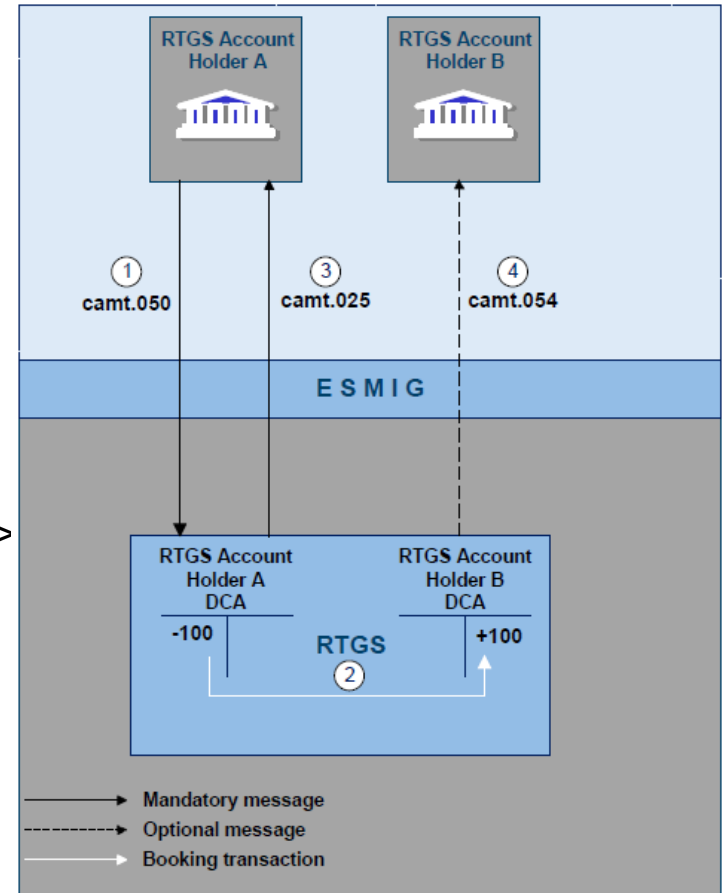 RTGS Account
Holder A
RTGS Account
Holder B
1
camt.050
3
camt.025
4
camt.054
E S M I G
>
RTGS Account
Holder A
DCA
RTGS Account
Holder B
DCA
-100
+100
RTGS
2
Mandatory message
Optional message
Booking transaction